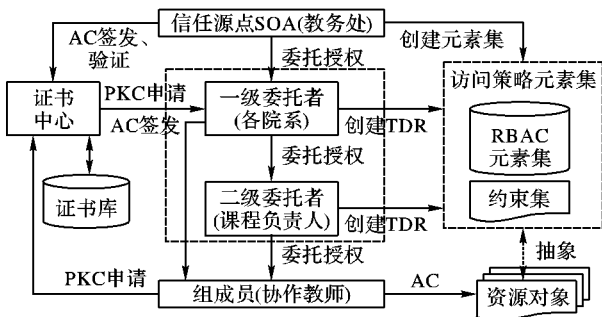 信任源点SOA(教务处)
AC签发、
验证
委托授权
创建元素集
访问策略元素集
证书
中心
PKC申请
AC签发
一级委托者
(各院系)
创建TDR
RBAC
元素集
委托授权
证书库
二级委托者
(课程负责人)
创建TDR
约束集
委托授权
抽象
PKC申请
组成员(协作教师)
AC
资源对象